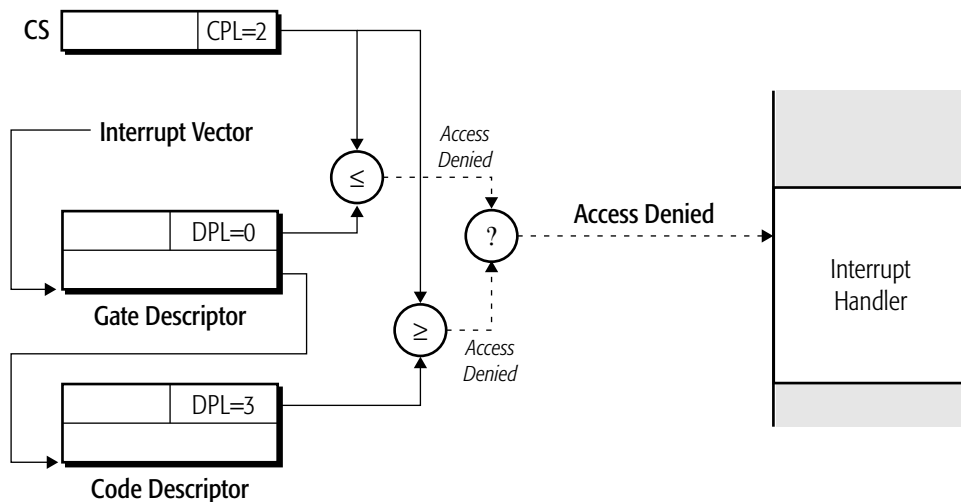 CS
CPL=2
Interrupt Vector
Access
Denied
≤
DPL=0
?
Access Denied
Gate Descriptor
Interrupt
Handler
≥
Access
Denied
DPL=3
Code Descriptor